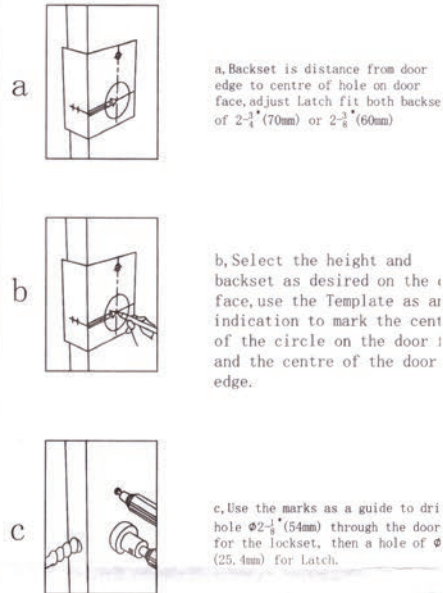 a
a, Backset is distance from door
edge to centre of hole on door
face, adjust Latch fit both backse
of 2-3/4"(70mm) or 2-3/8"(60mm)
b
b, Select the height and
backset as desired on the
face, use the Template as an
indication to mark the cent
of the circle on the door
and the centre of the door
edge.
c
c, Use the marks as a guide to dri
hole Φ2-1/8"(54mm) through the door
for the lockset, then a hole of Φ
(25.4mm) for Latch.